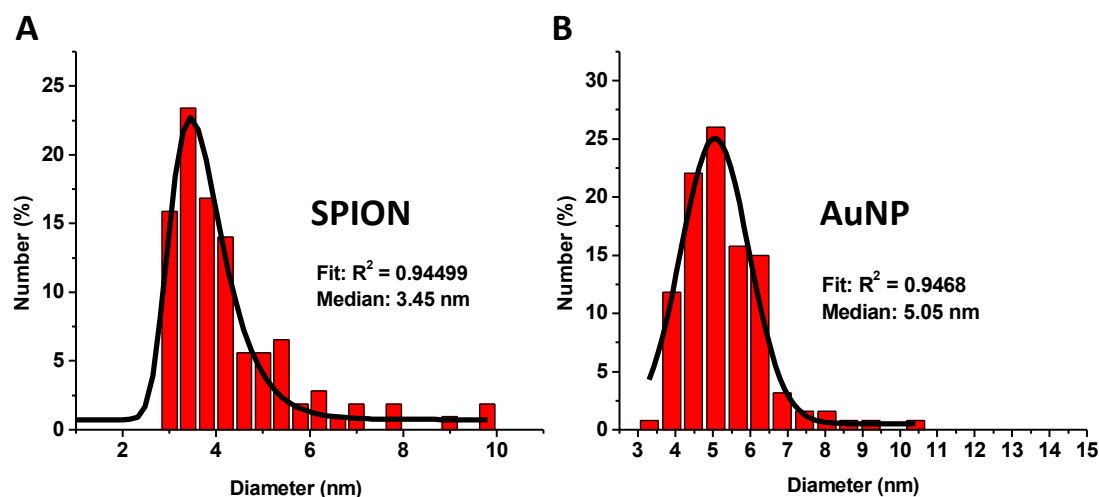 A
Number (%)
25
20
15
10
5
0
2
4
6
8
10
Diameter (nm)
SPION
Fit: R² = 0.94499
Median: 3.45 nm
B
Number (%)
30
25
20
15
10
5
0
3
4
5
6
7
8
9
10
11
12
13
14
15
Diameter (nm)
AuNP
Fit: R² = 0.9468
Median: 5.05 nm